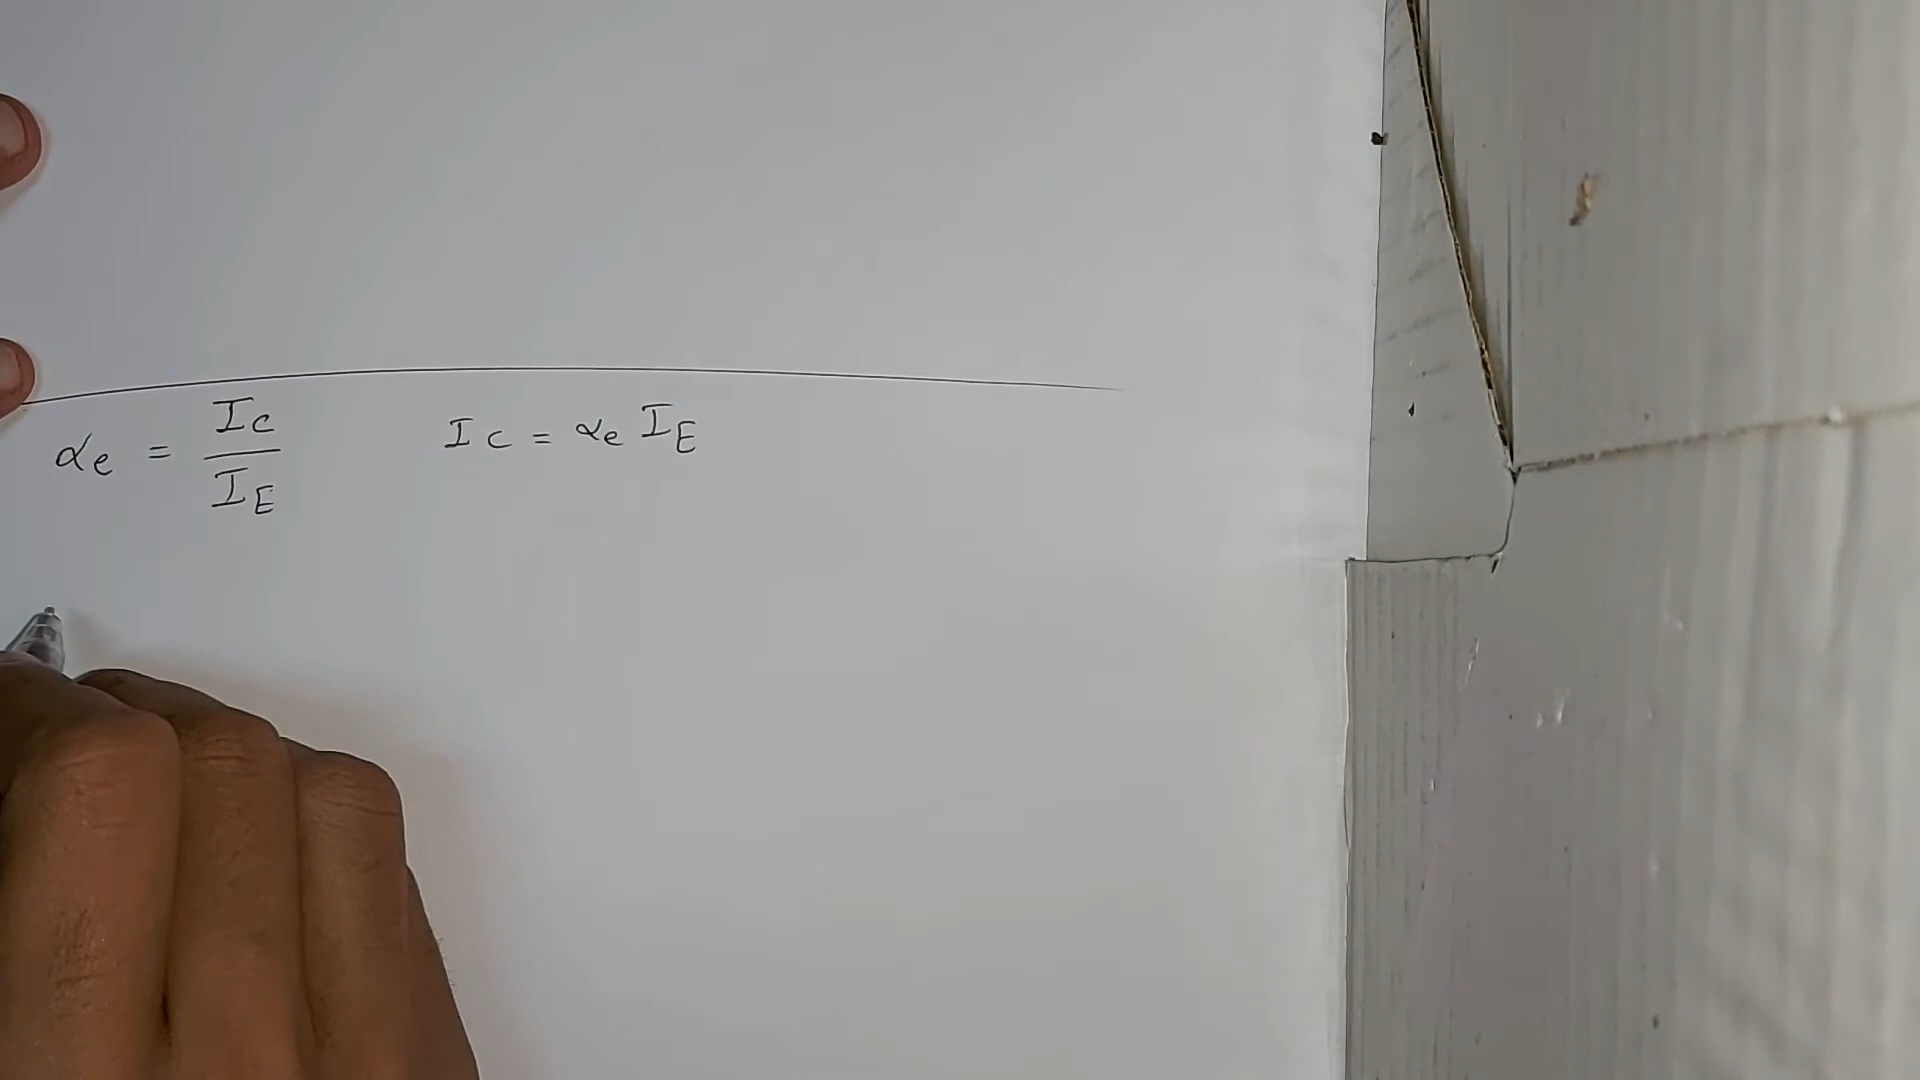 αe = Ic / IE    Ic = αe IE